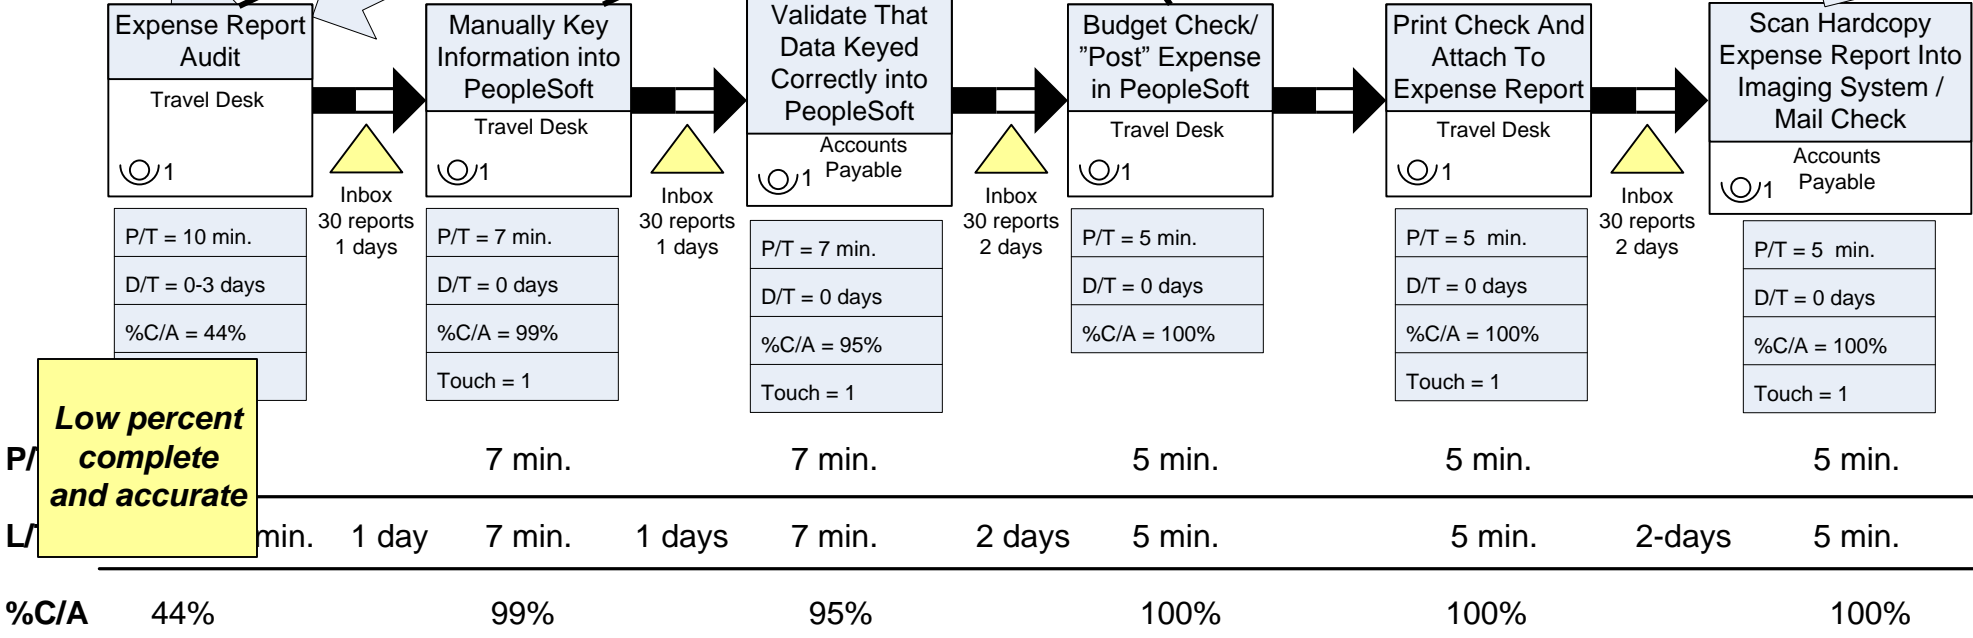 Expense Report
Audit
Travel Desk
1
P/T = 10 min.
D/T = 0-3 days
%C/A = 44%
Inbox
30 reports
1 days
Manually Key
Information into
PeopleSoft
Travel Desk
1
P/T = 7 min.
D/T = 0 days
%C/A = 99%
Touch = 1
Inbox
30 reports
1 days
Validate That
Data Keyed
Correctly into
PeopleSoft
Accounts
Payable
1
P/T = 7 min.
D/T = 0 days
%C/A = 95%
Touch = 1
Inbox
30 reports
2 days
Budget Check/
”Post” Expense
in PeopleSoft
Travel Desk
1
P/T = 5 min.
D/T = 0 days
%C/A = 100%
Print Check And
Attach To
Expense Report
Travel Desk
1
P/T = 5  min.
D/T = 0 days
%C/A = 100%
Touch = 1
Inbox
30 reports
2 days
Scan Hardcopy
Expense Report Into
Imaging System /
Mail Check
Accounts
Payable
1
P/T = 5  min.
D/T = 0 days
%C/A = 100%
Touch = 1
Low percent
complete
and accurate
P/ 7 min. 7 min. 5 min. 5 min. 5 min.
L/ min. 1 day 7 min. 1 days 7 min. 2 days 5 min. 5 min. 2-days 5 min.
%C/A 44% 99% 95% 100% 100% 100%